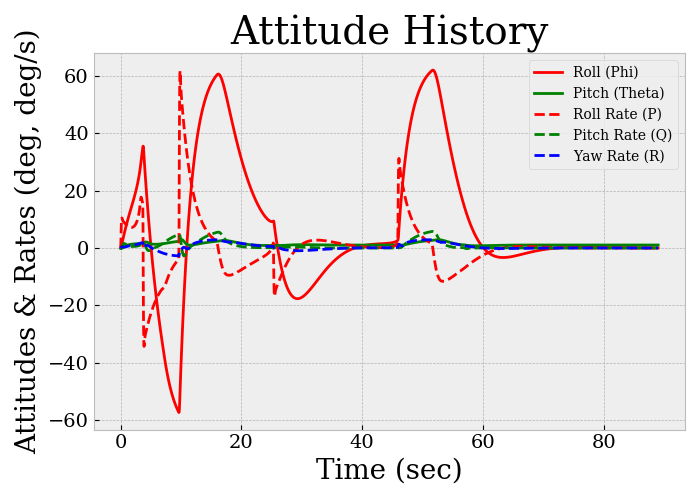 Attitude History
Attitudes & Rates (deg, deg/s)
60
40
20
0
−20
−40
−60
Roll (Phi)
Pitch (Theta)
Roll Rate (P)
Pitch Rate (Q)
Yaw Rate (R)
0 20 40 60 80
Time (sec)